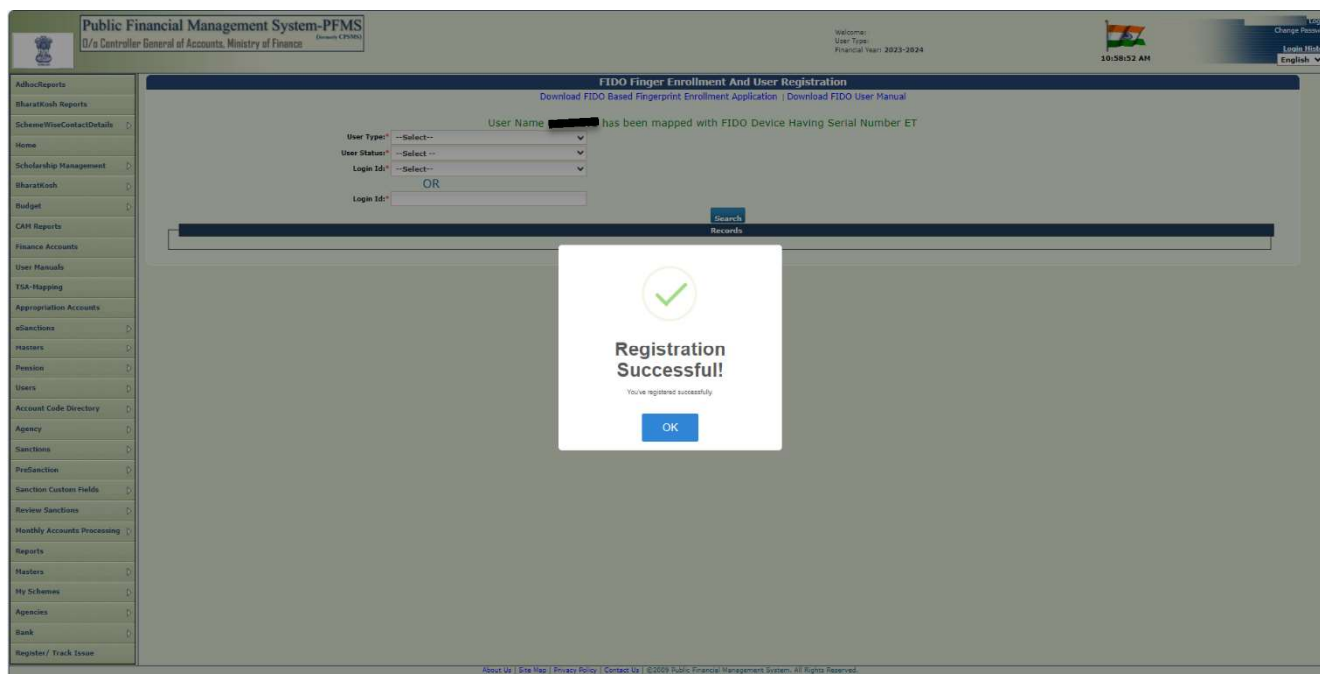 Public Financial Management System-PFMS
O/o Controller General of Accounts, Ministry of Finance (formerly CPSMS)
Welcome:
User Type:
Financial Year: 2023-2024
10:58:52 AM
Change Passw
Login Hist
English
AdhocReports
BharatKosh Reports
SchemeWiseContactDetails
Home
Scholarship Management
BharatKosh
Budget
CAM Reports
Finance Accounts
User Manuals
TSA-Mapping
Appropriation Accounts
eSanctions
Masters
Pension
Users
Account Code Directory
Agency
Sanctions
PreSanction
Sanction Custom Fields
Review Sanctions
Monthly Accounts Processing
Reports
Masters
My Schemes
Agencies
Bank
Register/ Track Issue
FIDO Finger Enrollment And User Registration
Download FIDO Based Fingerprint Enrollment Application | Download FIDO User Manual
User Name has been mapped with FIDO Device Having Serial Number ET
User Type:* --Select--
User Status:* --Select --
Login Id:* --Select--
OR
Login Id:*
Search
Records
Registration
Successful!
You've registered successfully
OK
About Us | Site Map | Privacy Policy | Contact Us | ©2009 Public Financial Management System. All Rights Reserved.